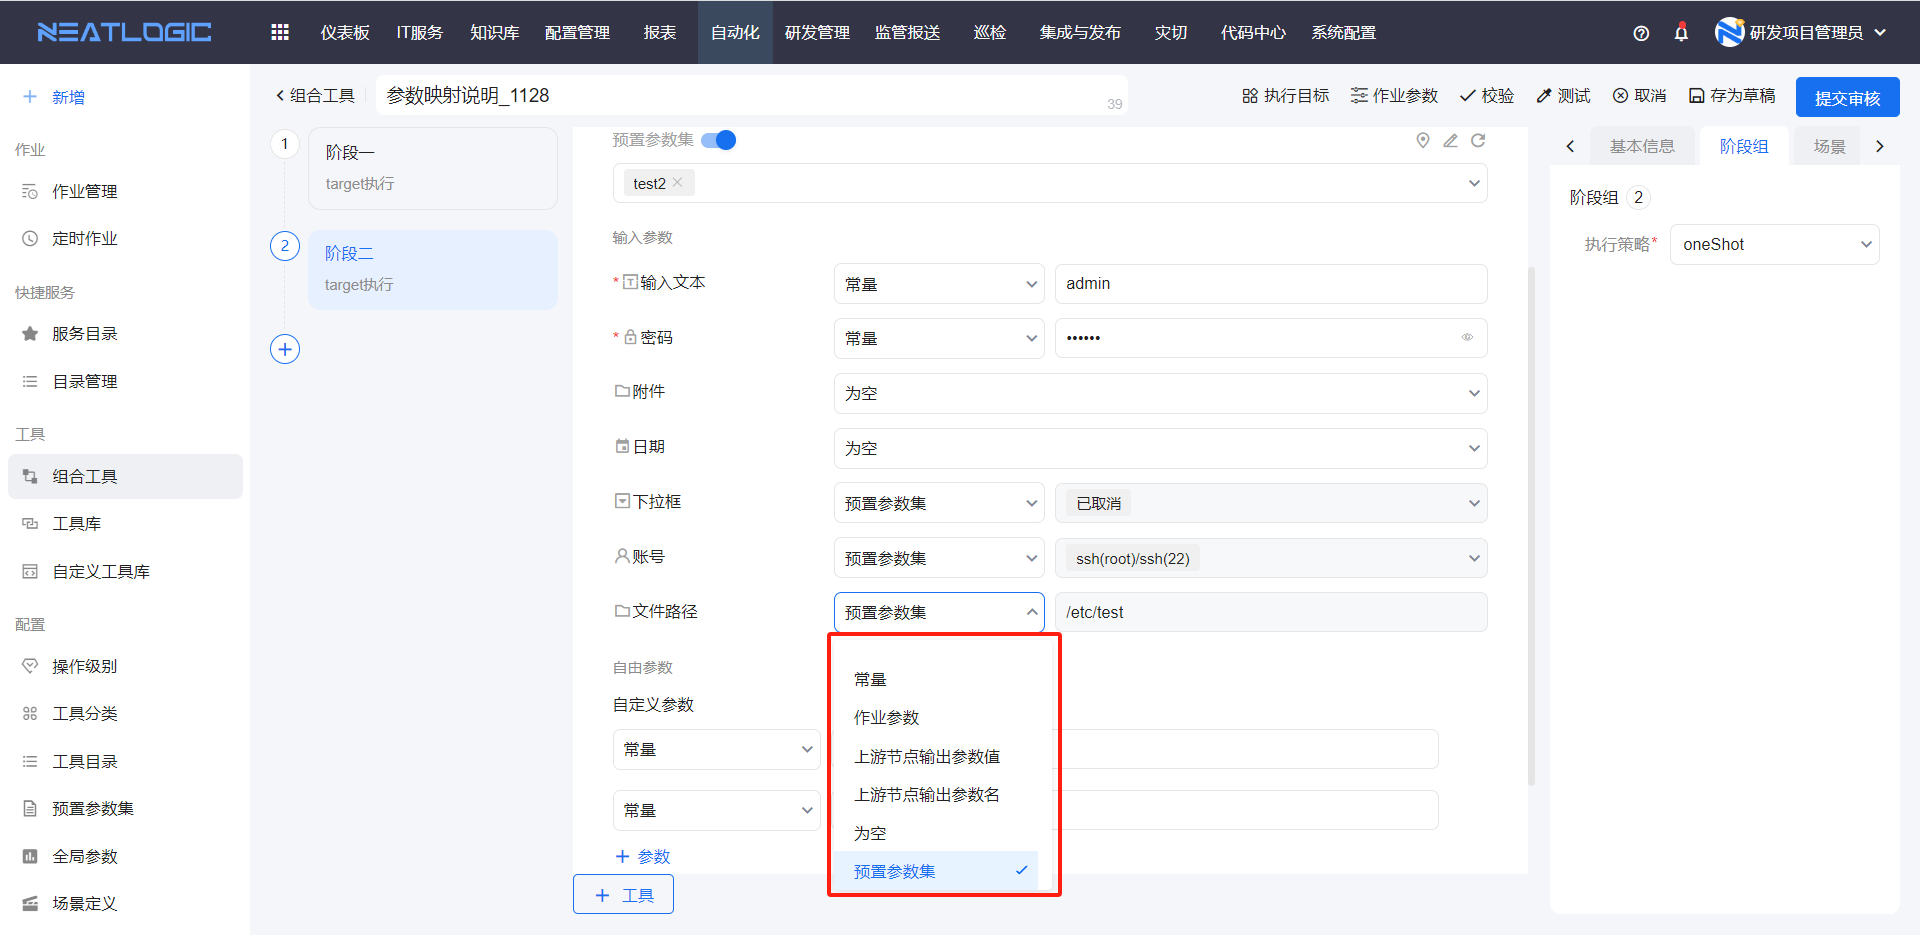 NEATLOGIC
仪表板 IT服务 知识库 配置管理 报表 自动化 研发管理 监管报送 巡检 集成与发布 灾切 代码中心 系统配置
研发项目管理员
新增
作业
作业管理
定时作业
快捷服务
服务目录
目录管理
工具
组合工具
工具库
自定义工具库
配置
操作级别
工具分类
工具目录
预置参数集
全局参数
场景定义
组合工具
参数映射说明_1128
39
执行目标 作业参数 校验 测试 取消 存为草稿 提交审核
1
阶段一
target执行
2
阶段二
target执行
预置参数集
test2
输入参数
* 输入文本 常量 admin
* 密码 常量 ••••••
附件 为空
日期 为空
下拉框 预置参数集 已取消
账号 预置参数集 ssh(root)/ssh(22)
文件路径 预置参数集 /etc/test
常量
作业参数
上游节点输出参数值
上游节点输出参数名
为空
预置参数集
自由参数
自定义参数
常量
常量
参数
工具
基本信息 阶段组 场景
阶段组 2
执行策略* oneShot